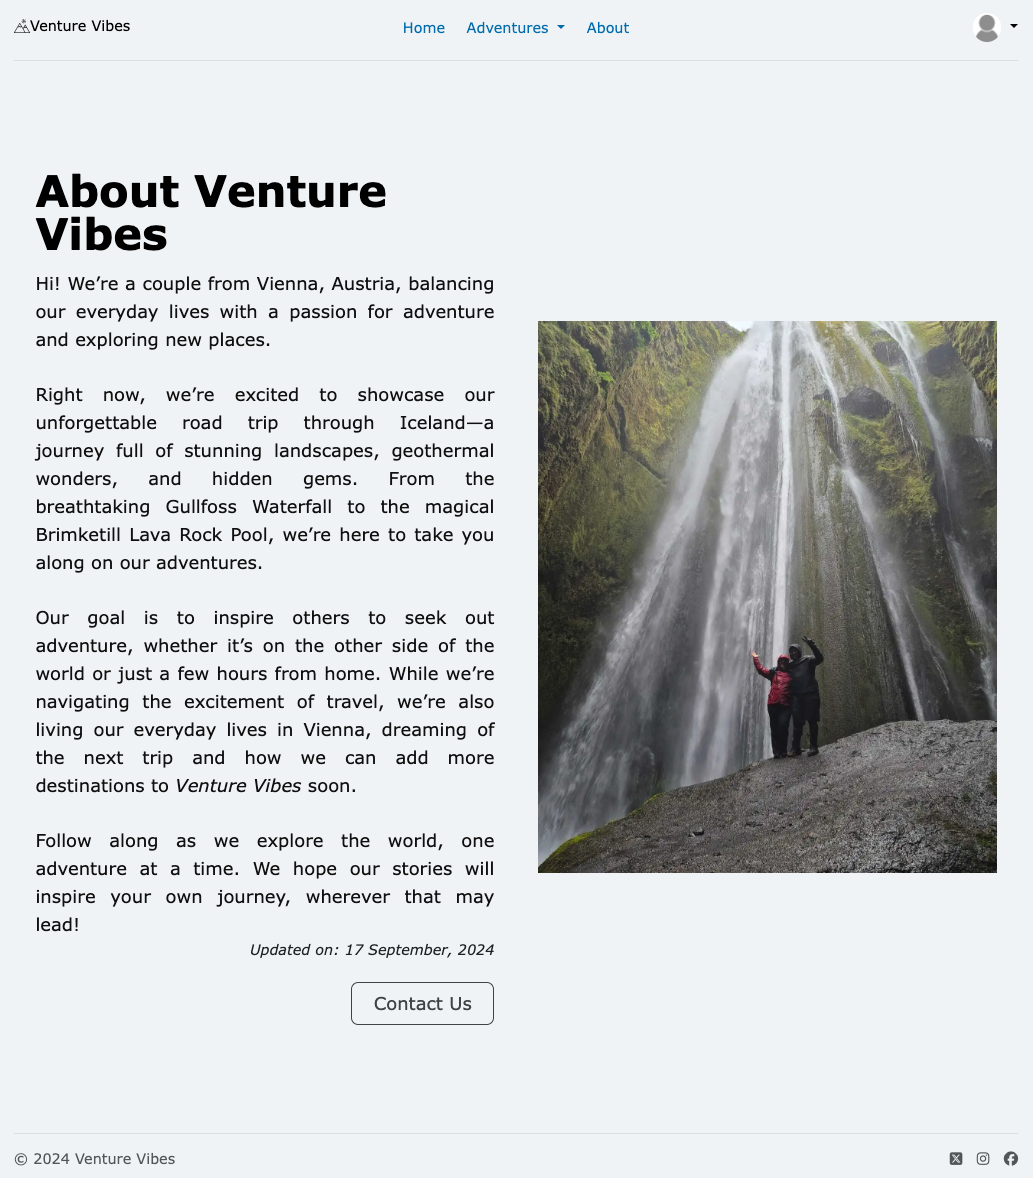 Venture Vibes
Home Adventures About
About Venture
Vibes
Hi! We’re a couple from Vienna, Austria, balancing
our everyday lives with a passion for adventure
and exploring new places.
Right now, we’re excited to showcase our
unforgettable road trip through Iceland—a
journey full of stunning landscapes, geothermal
wonders, and hidden gems. From the
breathtaking Gullfoss Waterfall to the magical
Brimketill Lava Rock Pool, we’re here to take you
along on our adventures.
Our goal is to inspire others to seek out
adventure, whether it’s on the other side of the
world or just a few hours from home. While we’re
navigating the excitement of travel, we’re also
living our everyday lives in Vienna, dreaming of
the next trip and how we can add more
destinations to Venture Vibes soon.
Follow along as we explore the world, one
adventure at a time. We hope our stories will
inspire your own journey, wherever that may
lead!
Updated on: 17 September, 2024
Contact Us
© 2024 Venture Vibes